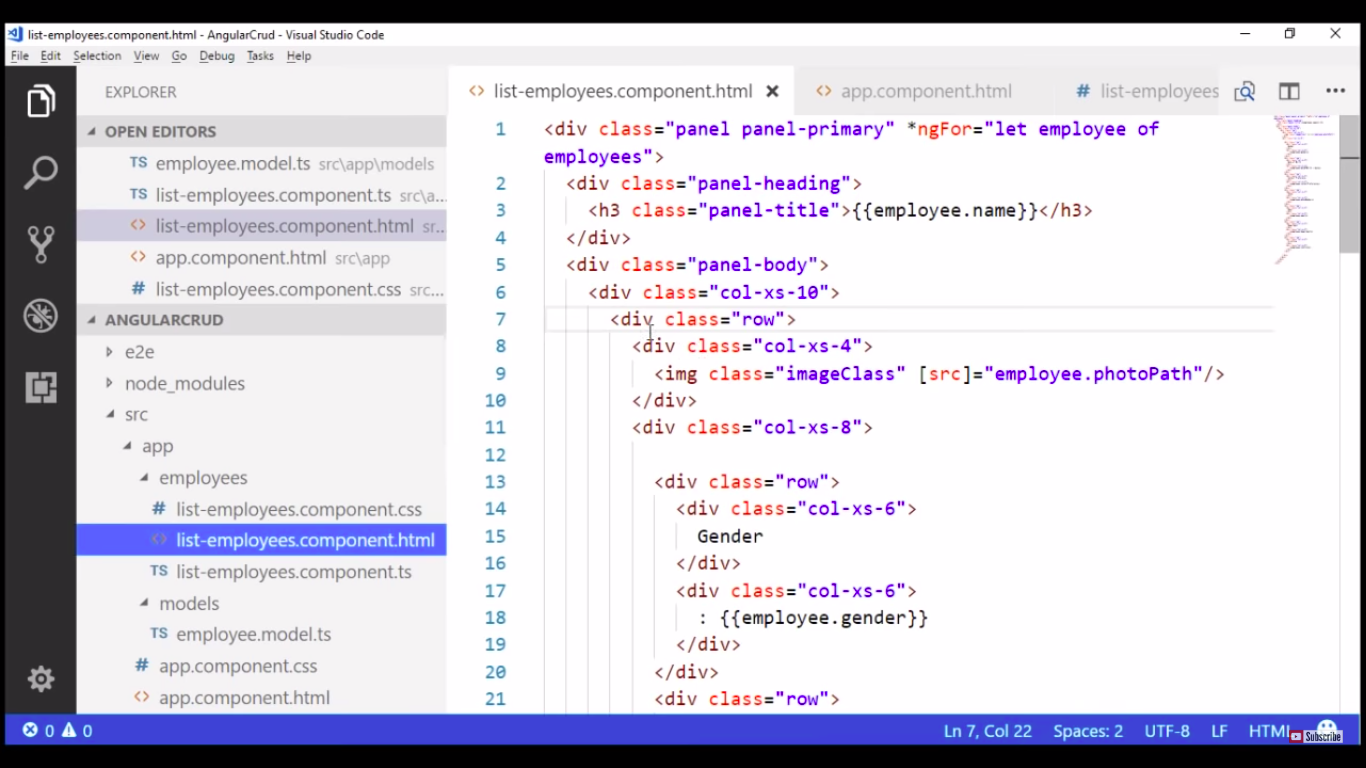 list-employees.component.html - AngularCrud - Visual Studio Code
File Edit Selection View Go Debug Tasks Help
EXPLORER
OPEN EDITORS
TS employee.model.ts src\app\models
TS list-employees.component.ts src\a...
<> list-employees.component.html sr...
<> app.component.html src\app
# list-employees.component.css src...
ANGULARCRUD
e2e
node_modules
src
app
employees
# list-employees.component.css
<> list-employees.component.html
TS list-employees.component.ts
models
TS employee.model.ts
# app.component.css
<> app.component.html
<> list-employees.component.html <> app.component.html # list-employees
1 <div class="panel panel-primary" *ngFor="let employee of
employees">
2 <div class="panel-heading">
3 <h3 class="panel-title">{{employee.name}}</h3>
4 </div>
5 <div class="panel-body">
6 <div class="col-xs-10">
7 <div class="row">
8 <div class="col-xs-4">
9 <img class="imageClass" [src]="employee.photoPath"/>
10 </div>
11 <div class="col-xs-8">
12
13 <div class="row">
14 <div class="col-xs-6">
15 Gender
16 </div>
17 <div class="col-xs-6">
18 : {{employee.gender}}
19 </div>
20 </div>
21 <div class="row">
0 0 Ln 7, Col 22 Spaces: 2 UTF-8 LF HTML
Subscribe